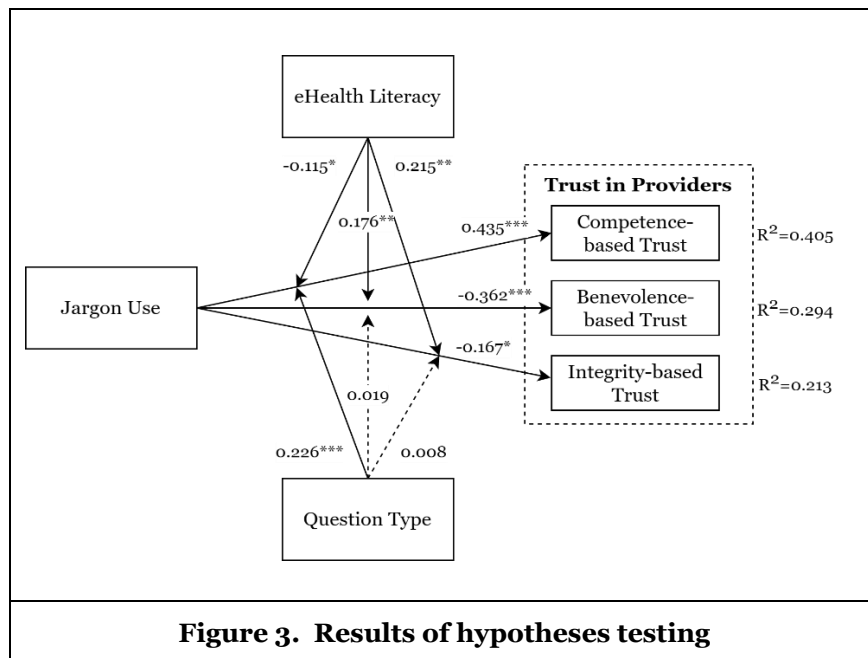 eHealth Literacy
-0.115*
0.215**
0.176**
Trust in Providers
Competence-
based Trust
0.435***
R²=0.405
Jargon Use
Benevolence-
based Trust
-0.362***
R²=0.294
Integrity-based
Trust
-0.167*
R²=0.213
0.019
0.226***
0.008
Question Type
Figure 3. Results of hypotheses testing